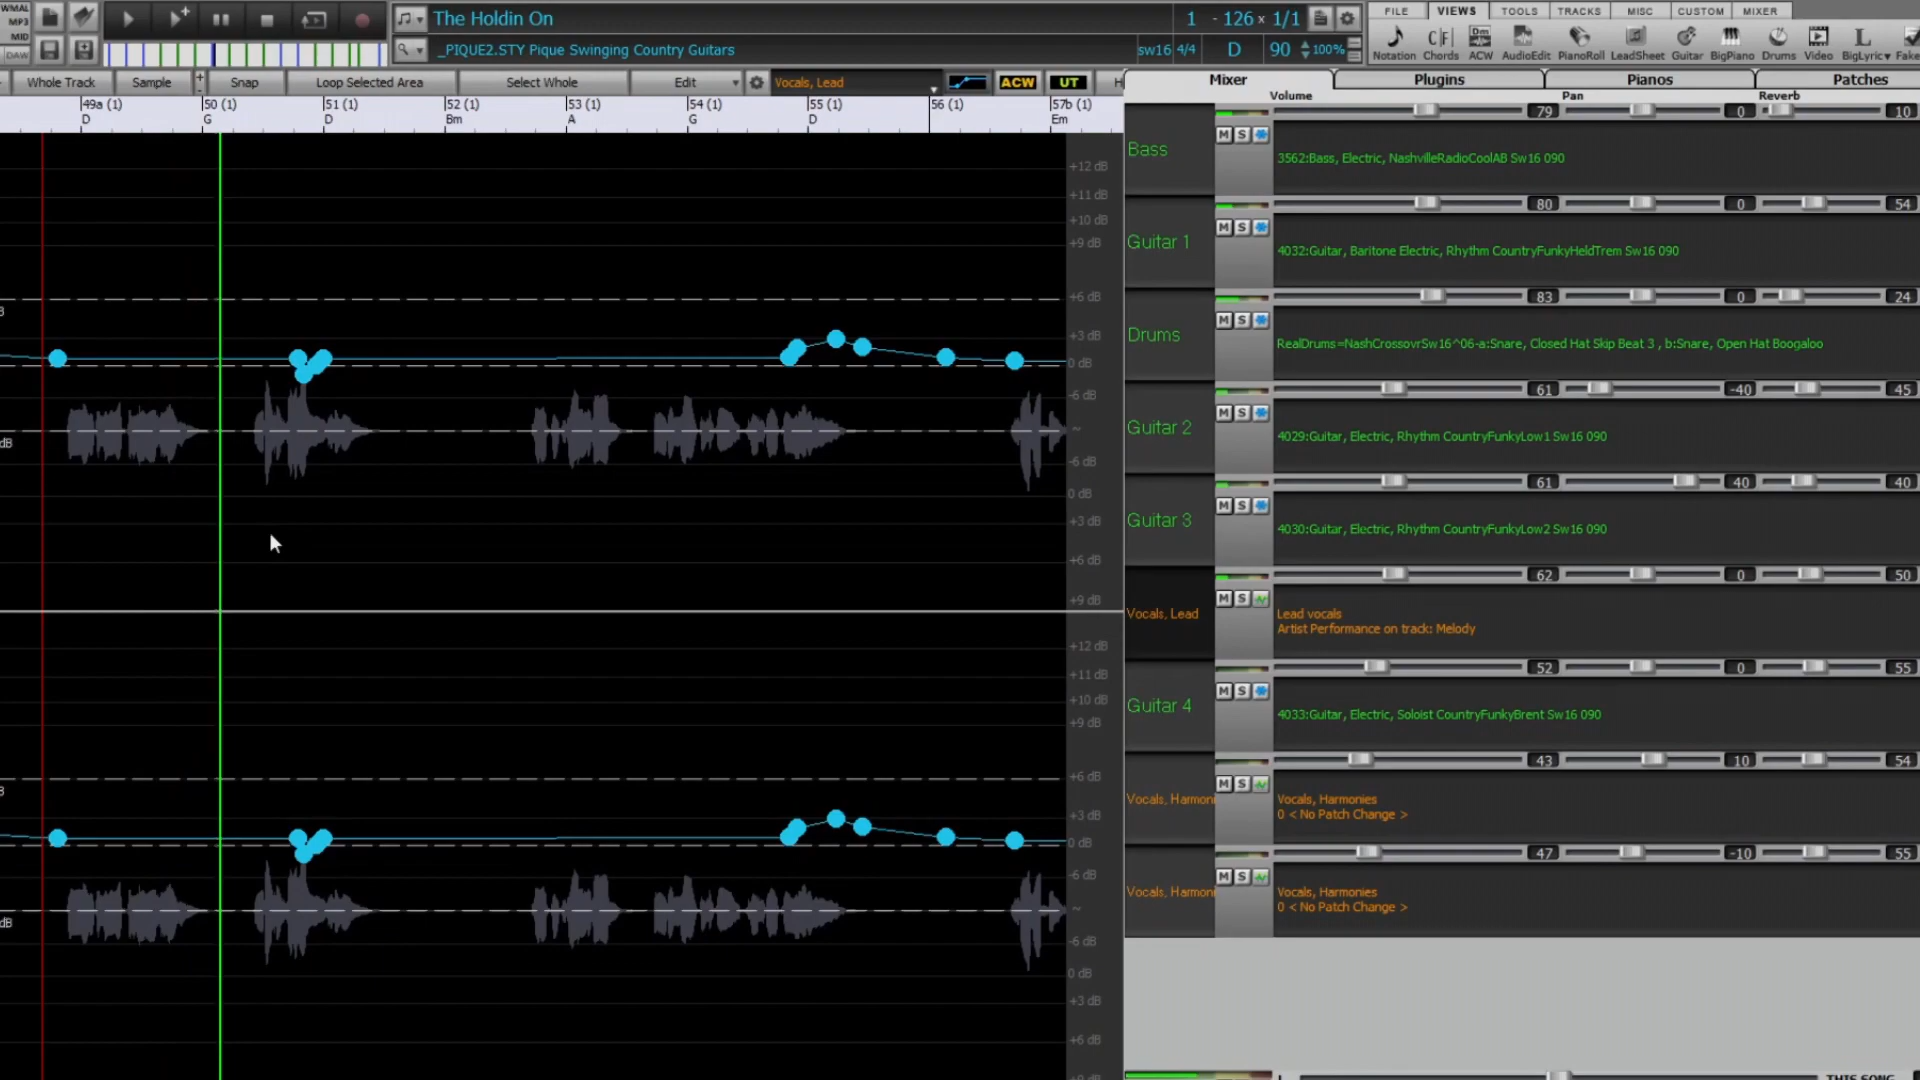 WMAL
MP3
MID
DAW
The Holdin On
1 - 126 x 1/1
_PIQUE2.STY Pique Swinging Country Guitars
sw16 4/4 D 90 100%
FILE VIEWS TOOLS TRACKS MISC CUSTOM MIXER
Notation Chords ACW AudioEdit PianoRoll LeadSheet Guitar BigPiano Drums Video BigLyric Fake
Whole Track Sample + - Snap Loop Selected Area Select Whole Edit Vocals, Lead ACW UT H
Mixer Plugins Pianos Patches
49a (1) 50 (1) 51 (1) 52 (1) 53 (1) 54 (1) 55 (1) 56 (1) 57b (1)
D G D Bm A G D Em
Volume Pan Reverb
79 0 10
M S
Bass
3562:Bass, Electric, NashvilleRadioCoolAB Sw16 090
80 0 54
M S
Guitar 1
4032:Guitar, Baritone Electric, Rhythm CountryFunkyHeldTrem Sw16 090
83 0 24
M S
Drums
RealDrums=NashCrossovrSw16^06-a:Snare, Closed Hat Skip Beat 3 , b:Snare, Open Hat Boogaloo
61 -40 45
M S
Guitar 2
4029:Guitar, Electric, Rhythm CountryFunkyLow1 Sw16 090
61 40 40
M S
Guitar 3
4030:Guitar, Electric, Rhythm CountryFunkyLow2 Sw16 090
62 0 50
M S
Vocals, Lead
Lead vocals
Artist Performance on track: Melody
52 0 55
M S
Guitar 4
4033:Guitar, Electric, Soloist CountryFunkyBrent Sw16 090
43 10 54
M S
Vocals, Harmoni
Vocals, Harmonies
0 < No Patch Change >
47 -10 55
M S
Vocals, Harmoni
Vocals, Harmonies
0 < No Patch Change >
+12 dB
+11 dB
+10 dB
+9 dB
+6 dB
+3 dB
0 dB
-6 dB
~
dB
-6 dB
0 dB
+3 dB
+6 dB
+9 dB
+12 dB
+11 dB
+10 dB
+9 dB
+6 dB
+3 dB
0 dB
-6 dB
~
dB
-6 dB
0 dB
+3 dB
+6 dB
L
THIS SONG